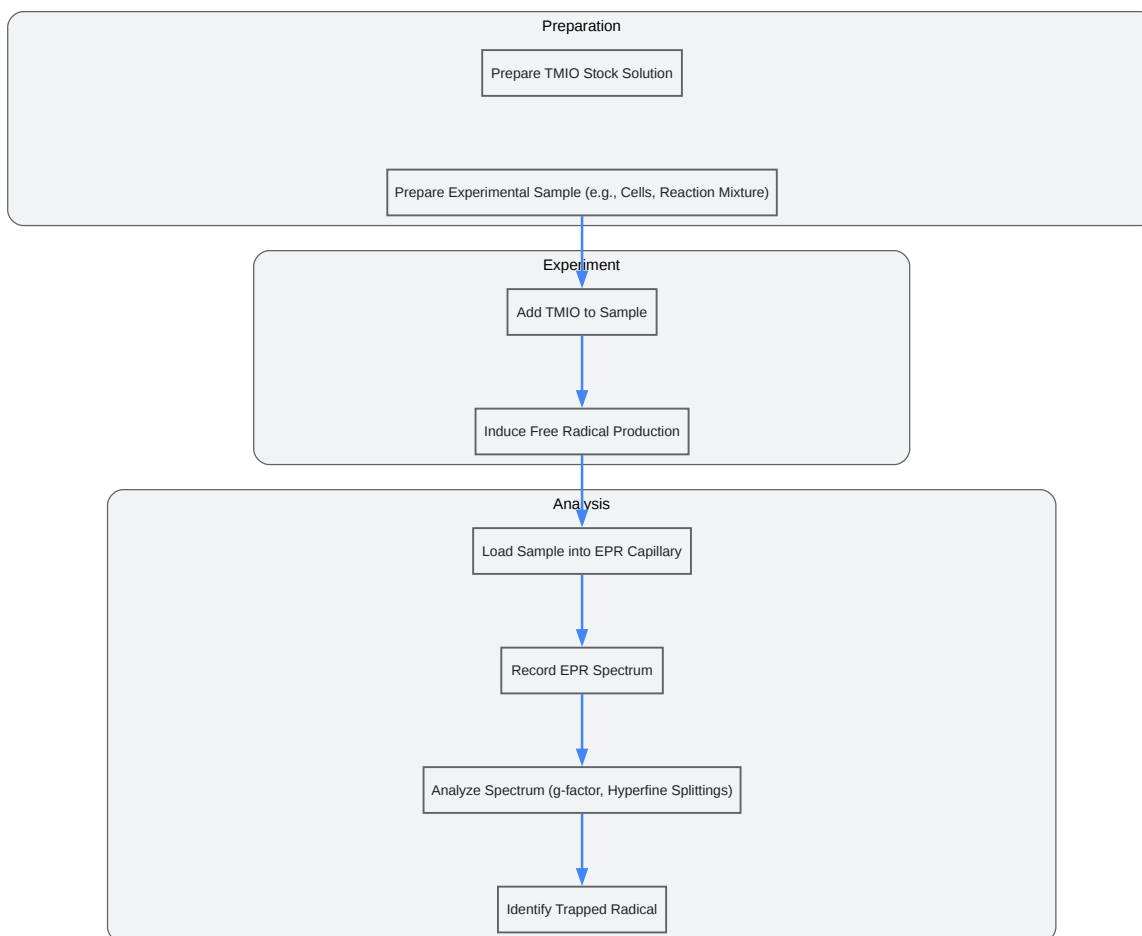 Preparation
Prepare TMIO Stock Solution
Prepare Experimental Sample (e.g., Cells, Reaction Mixture)
Experiment
Add TMIO to Sample
Induce Free Radical Production
Analysis
Load Sample into EPR Capillary
Record EPR Spectrum
Analyze Spectrum (g-factor, Hyperfine Splittings)
Identify Trapped Radical